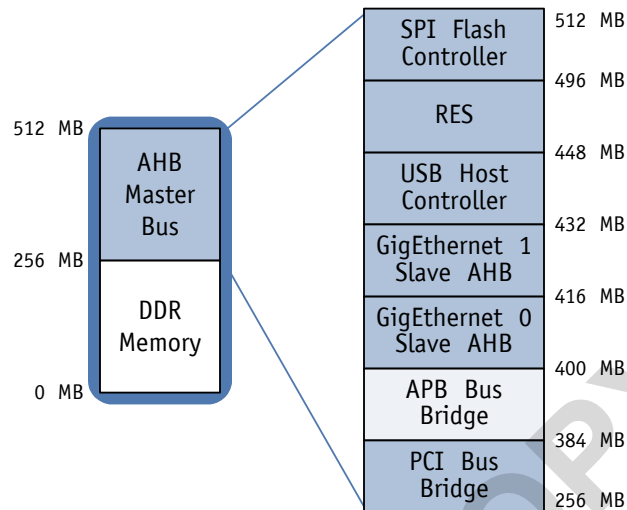 512 MB
AHB
Master
Bus
256 MB
DDR
Memory
0 MB
SPI Flash
Controller
512 MB
496 MB
RES
448 MB
USB Host
Controller
432 MB
GigEthernet 1
Slave AHB
416 MB
GigEthernet 0
Slave AHB
400 MB
APB Bus
Bridge
384 MB
PCI Bus
Bridge
256 MB